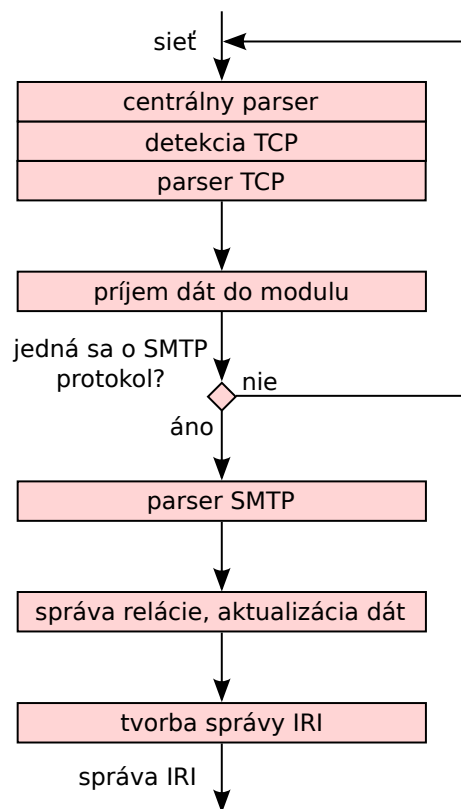 sieť
centrálny parser
detekcia TCP
parser TCP
príjem dát do modulu
jedná sa o SMTP
protokol?
nie
áno
parser SMTP
správa relácie, aktualizácia dát
tvorba správy IRI
správa IRI